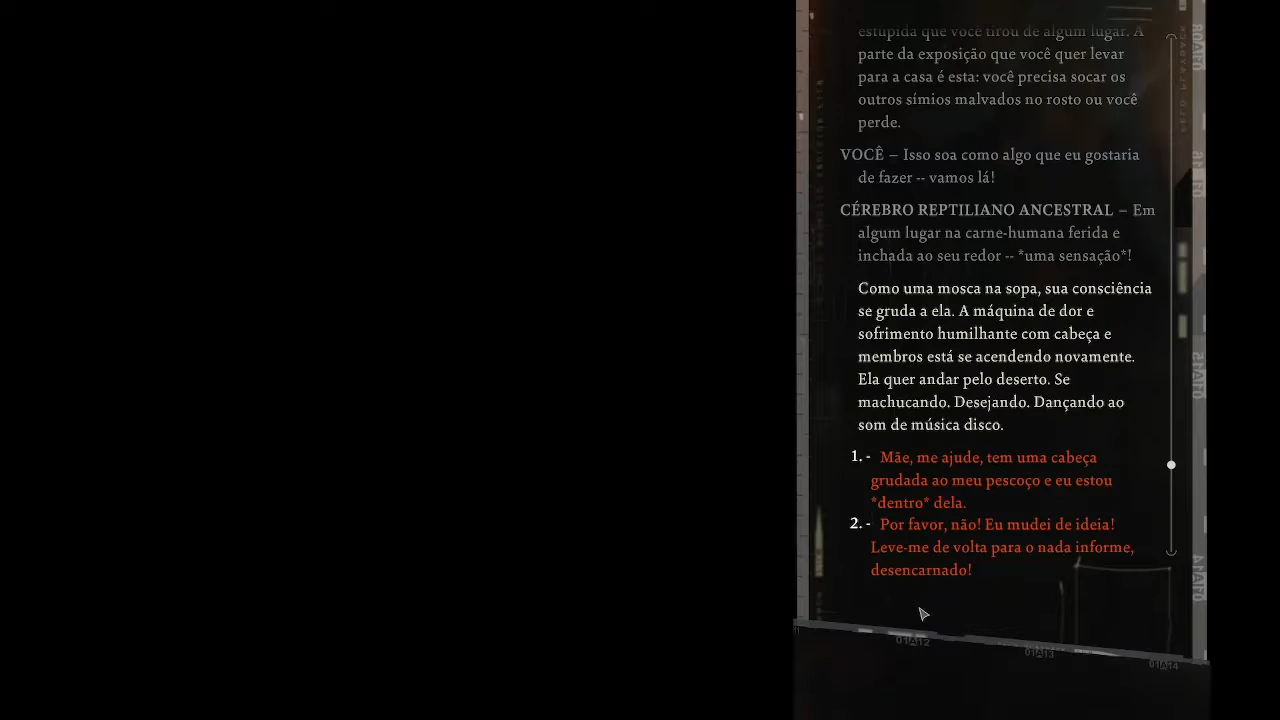 estúpida que você tirou de algum lugar. A
parte da exposição que você quer levar
para a casa é esta: você precisa socar os
outros símios malvados no rosto ou você
perde.
VOCÊ – Isso soa como algo que eu gostaria
de fazer -- vamos lá!
CÉREBRO REPTILIANO ANCESTRAL – Em
algum lugar na carne-humana ferida e
inchada ao seu redor -- *uma sensação*!
Como uma mosca na sopa, sua consciência
se gruda a ela. A máquina de dor e
sofrimento humilhante com cabeça e
membros está se acendendo novamente.
Ela quer andar pelo deserto. Se
machucando. Desejando. Dançando ao
som de música disco.
1. - Mãe, me ajude, tem uma cabeça
grudada ao meu pescoço e eu estou
*dentro* dela.
2. - Por favor, não! Eu mudei de ideia!
Leve-me de volta para o nada informe,
desencarnado!
01A12
01A13
01A14